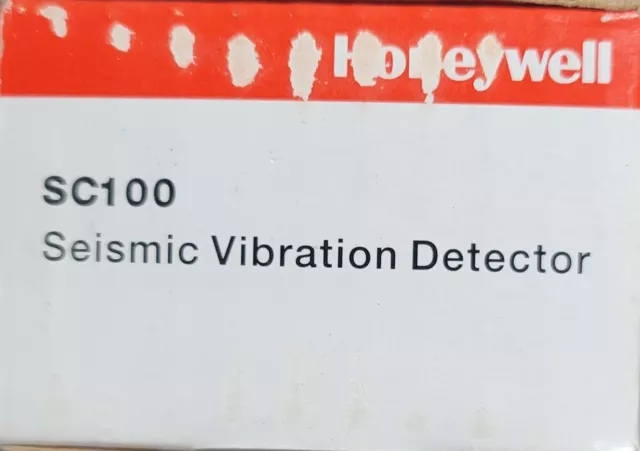 Honeywell
SC100
Seismic Vibration Detector